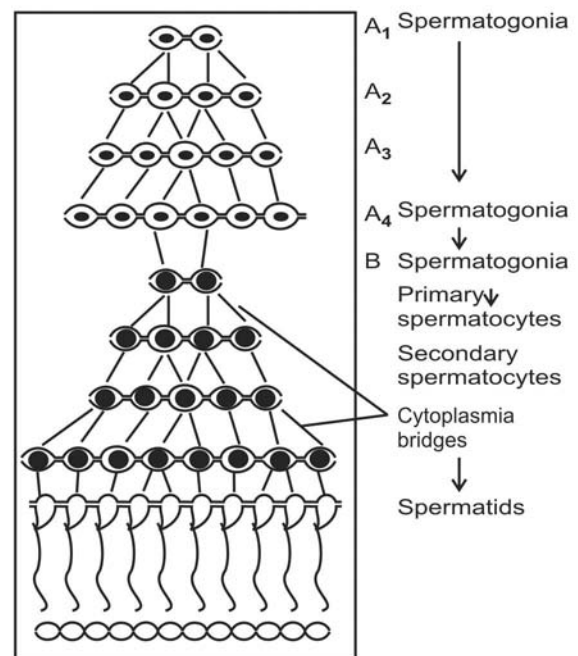 A1 Spermatogonia
A2
A3
A4 Spermatogonia
B Spermatogonia
Primary
spermatocytes
Secondary
spermatocytes
Cytoplasmia
bridges
Spermatids